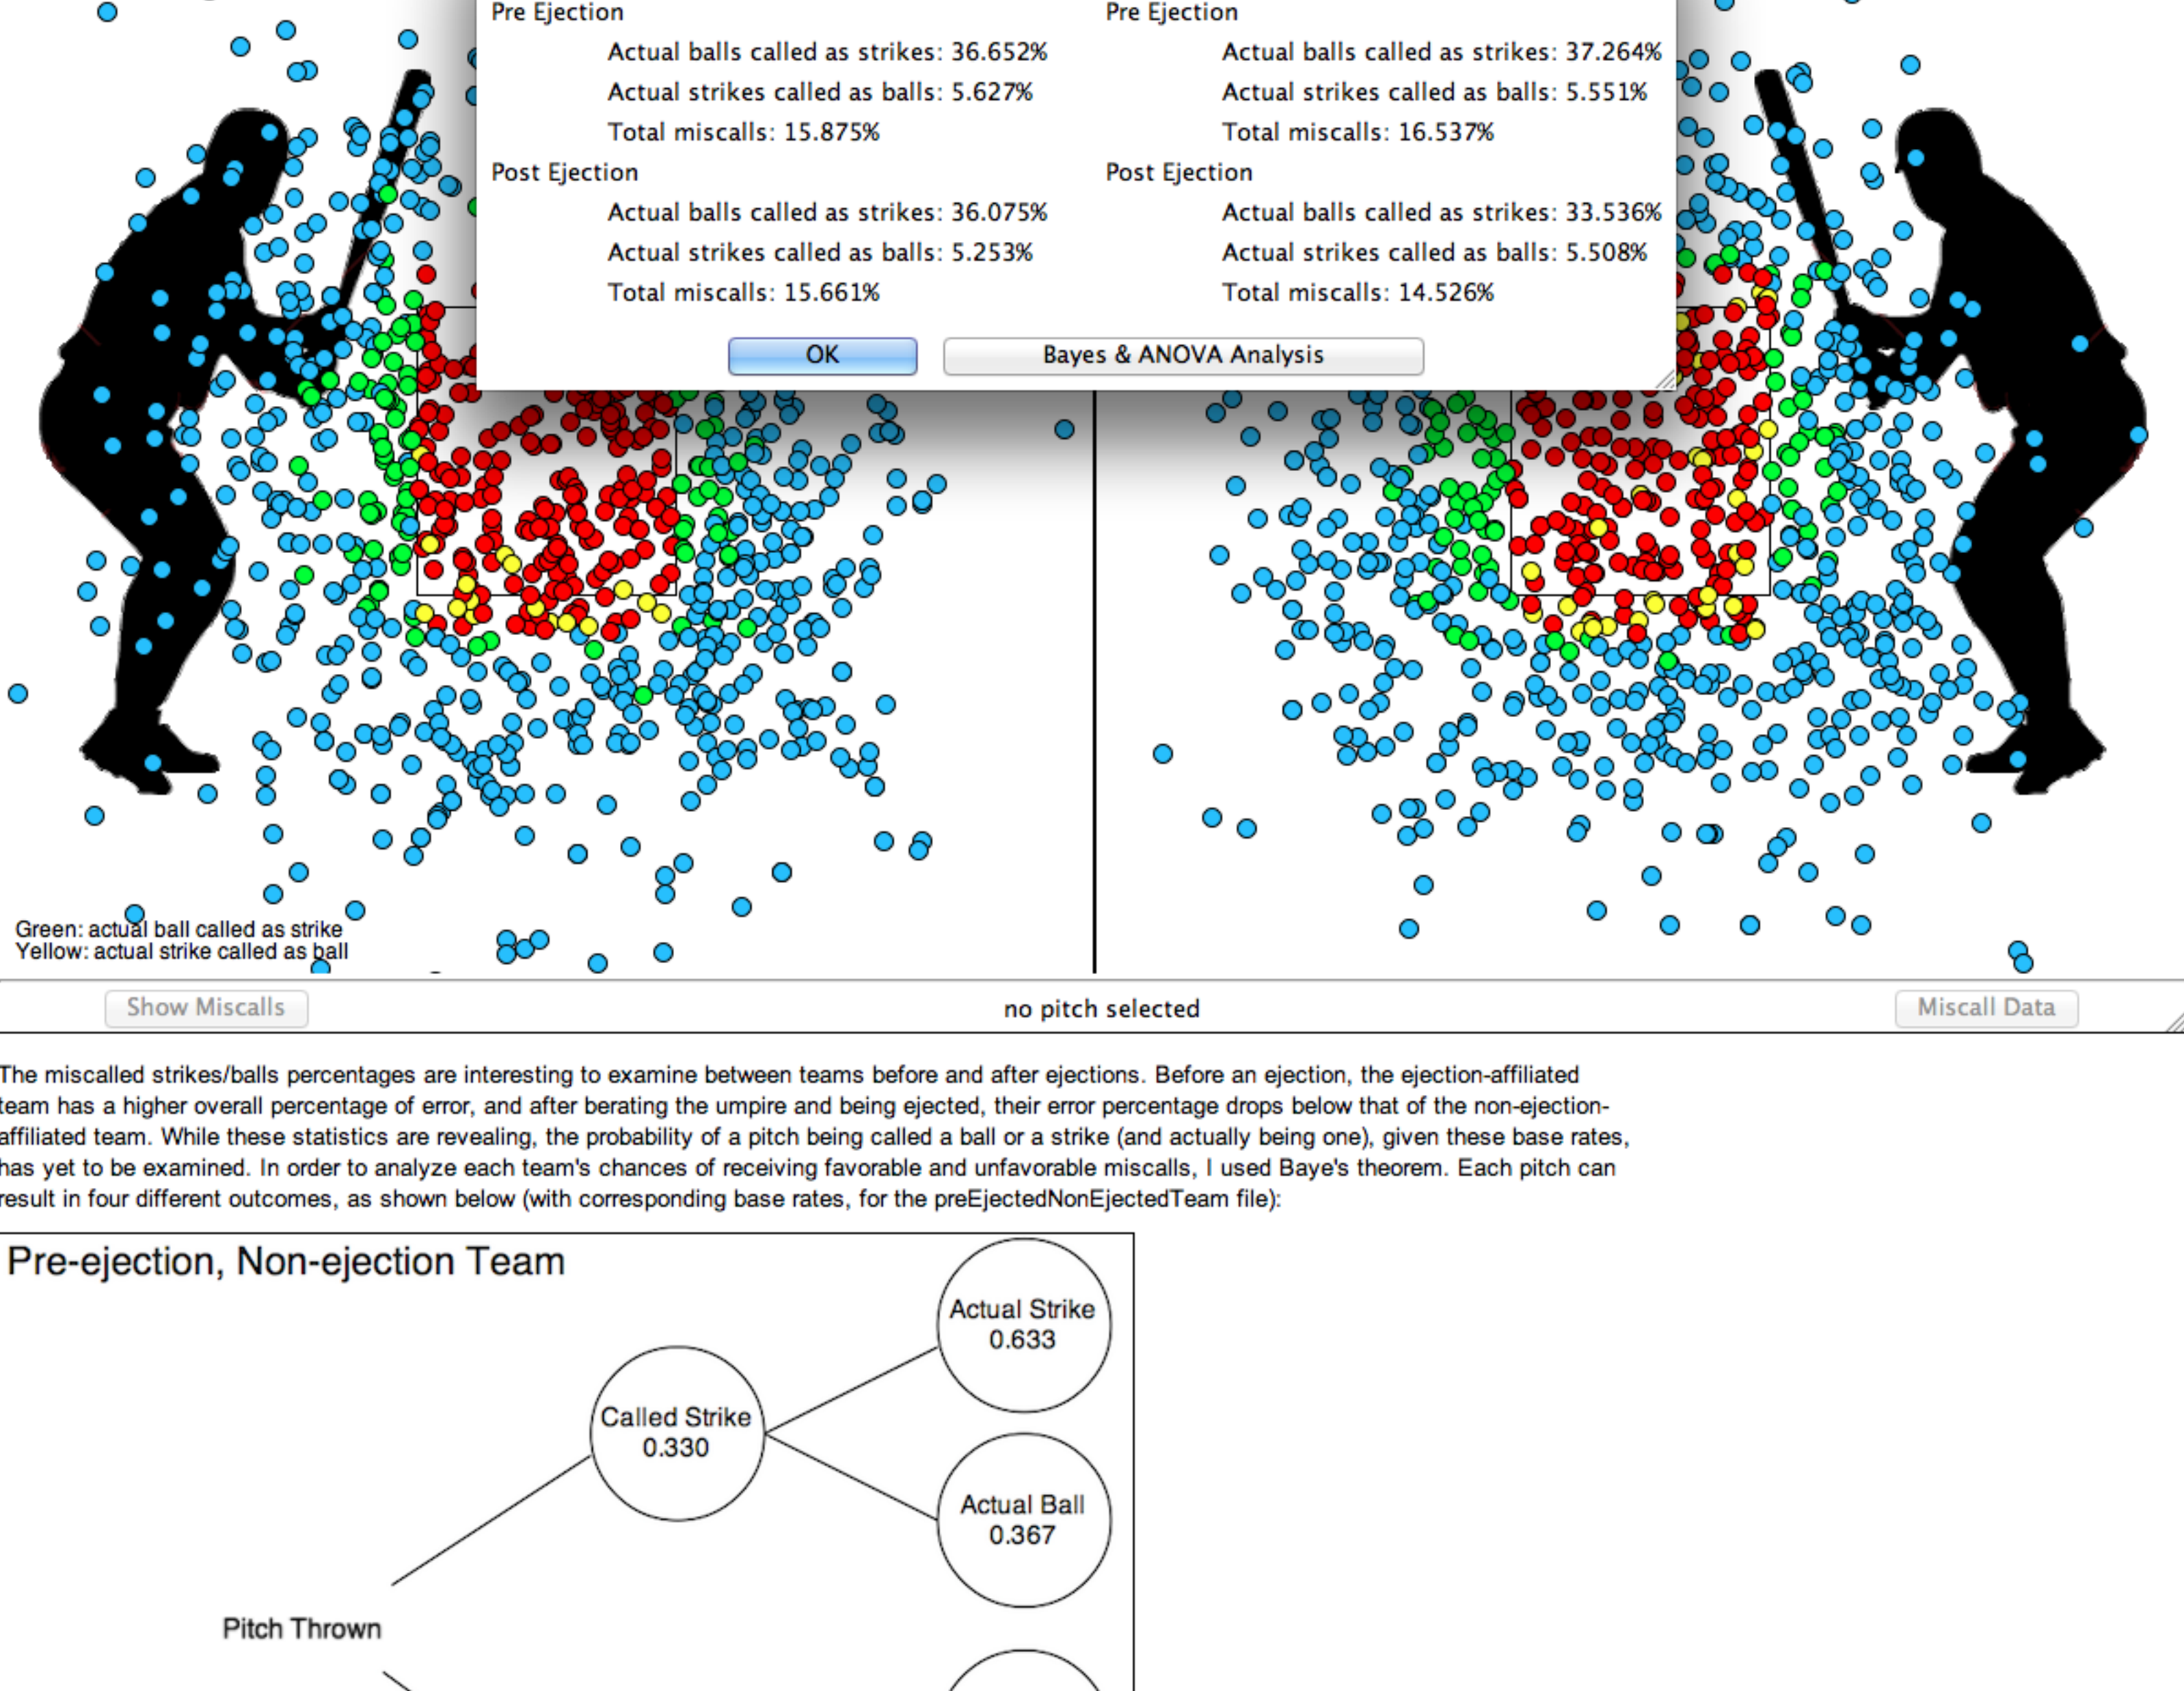 Pre Ejection
Actual balls called as strikes: 36.652%
Actual strikes called as balls: 5.627%
Total miscalls: 15.875%
Post Ejection
Actual balls called as strikes: 36.075%
Actual strikes called as balls: 5.253%
Total miscalls: 15.661%
Pre Ejection
Actual balls called as strikes: 37.264%
Actual strikes called as balls: 5.551%
Total miscalls: 16.537%
Post Ejection
Actual balls called as strikes: 33.536%
Actual strikes called as balls: 5.508%
Total miscalls: 14.526%
OK
Bayes & ANOVA Analysis
Green: actual ball called as strike
Yellow: actual strike called as ball
Show Miscalls
no pitch selected
Miscall Data
The miscalled strikes/balls percentages are interesting to examine between teams before and after ejections. Before an ejection, the ejection-affiliated
team has a higher overall percentage of error, and after berating the umpire and being ejected, their error percentage drops below that of the non-ejection-
affiliated team. While these statistics are revealing, the probability of a pitch being called a ball or a strike (and actually being one), given these base rates,
has yet to be examined. In order to analyze each team's chances of receiving favorable and unfavorable miscalls, I used Baye's theorem. Each pitch can
result in four different outcomes, as shown below (with corresponding base rates, for the preEjectedNonEjectedTeam file):
Pre-ejection, Non-ejection Team
Actual Strike
0.633
Called Strike
0.330
Actual Ball
0.367
Pitch Thrown